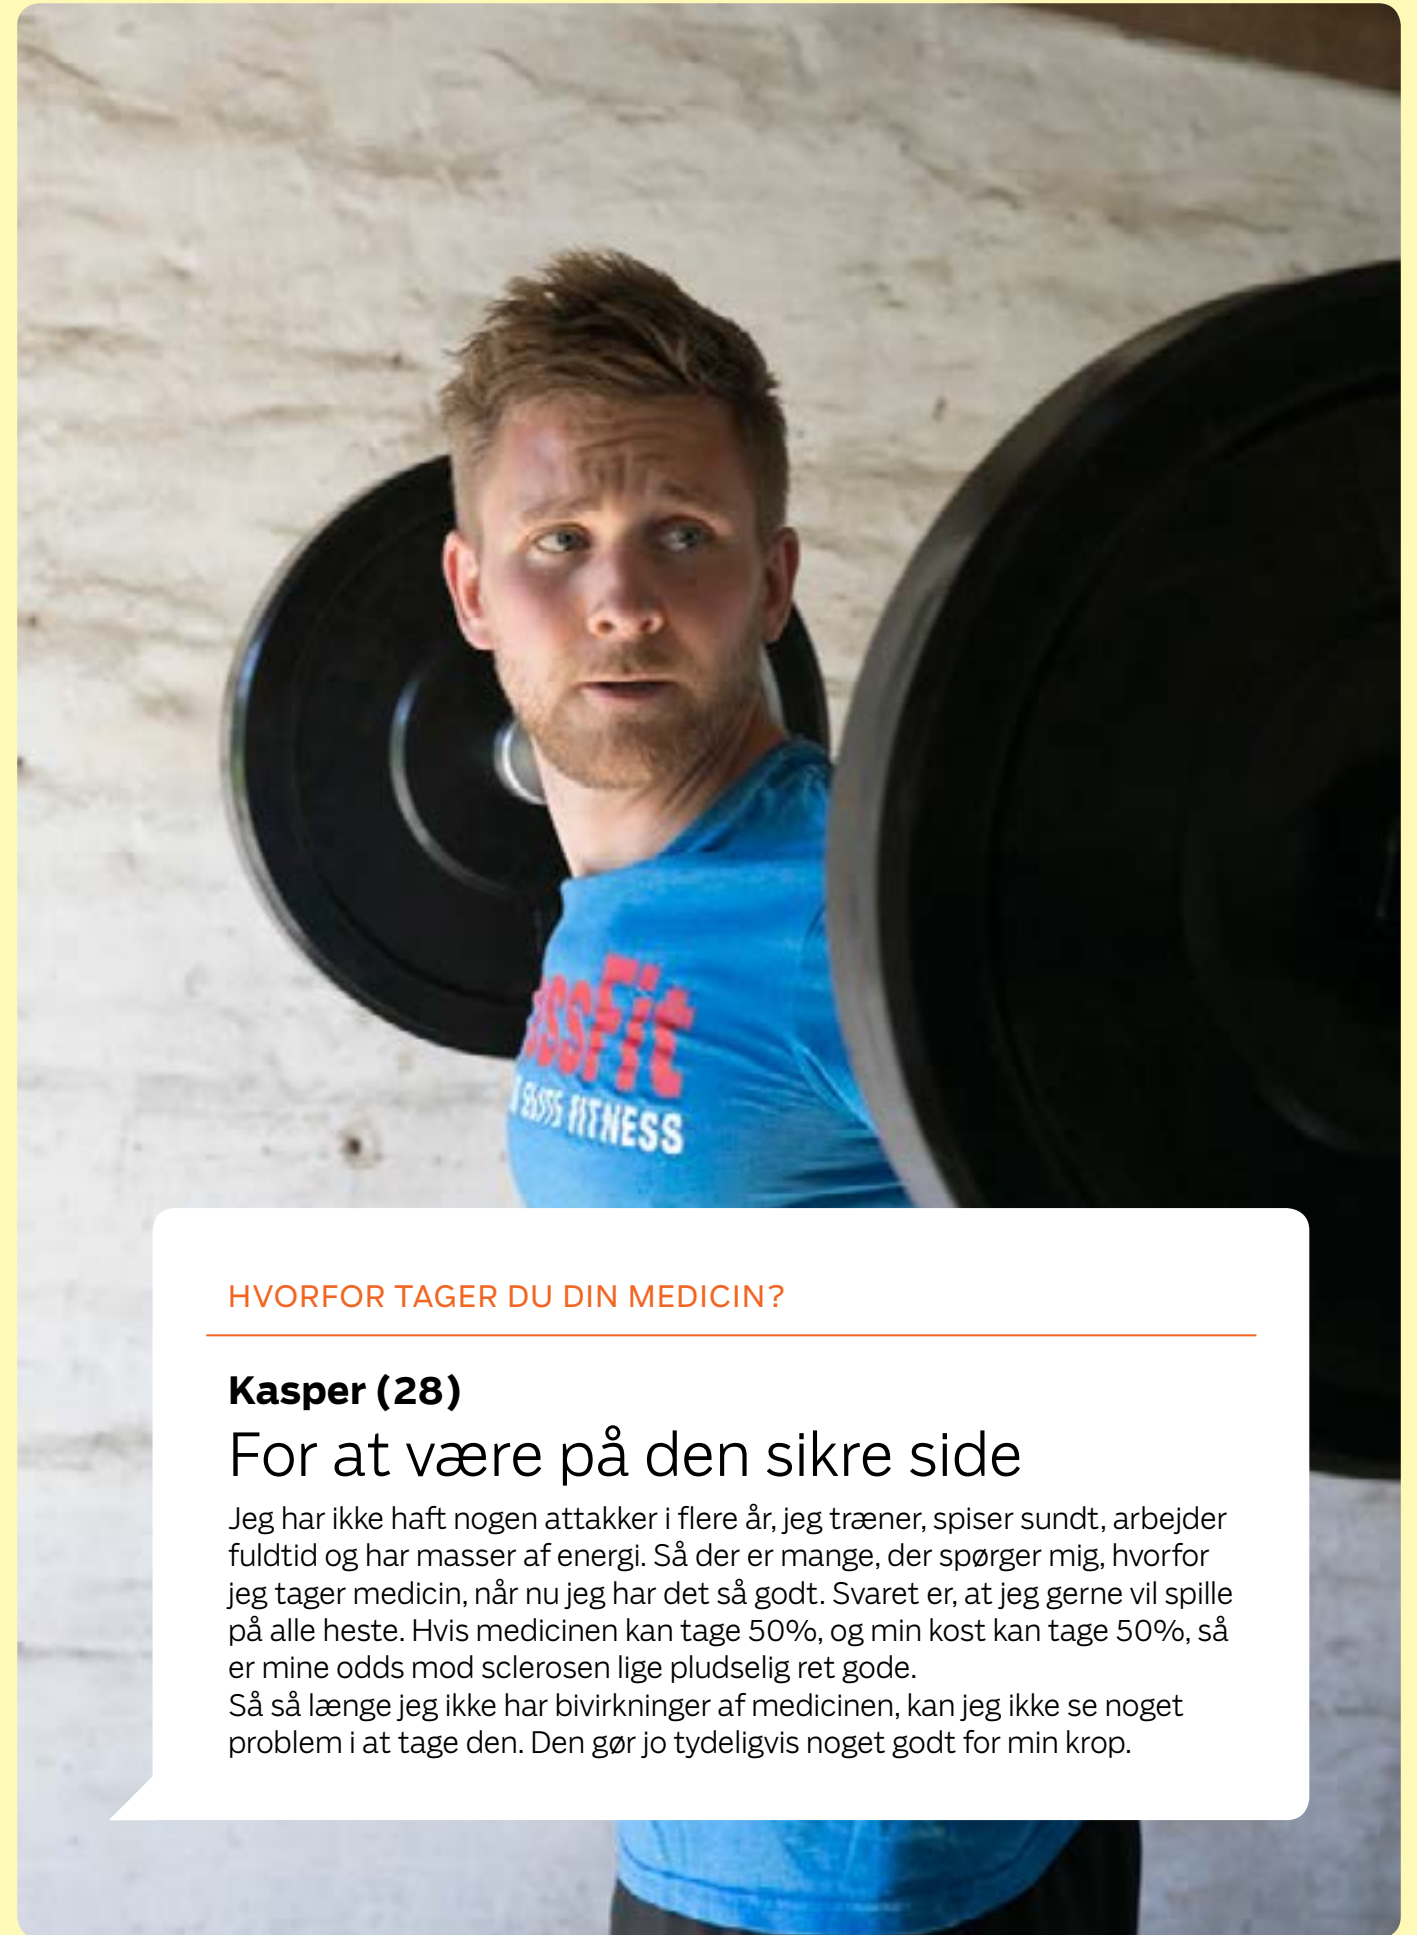 FITNESS
HVORFOR TAGER DU DIN MEDICIN?
Kasper (28)
For at være på den sikre side
Jeg har ikke haft nogen attakker i flere år, jeg træner, spiser sundt, arbejder
fuldtid og har masser af energi. Så der er mange, der spørger mig, hvorfor
jeg tager medicin, når nu jeg har det så godt. Svaret er, at jeg gerne vil spille
på alle heste. Hvis medicinen kan tage 50%, og min kost kan tage 50%, så
er mine odds mod sclerosen lige pludselig ret gode.
Så så længe jeg ikke har bivirkninger af medicinen, kan jeg ikke se noget
problem i at tage den. Den gør jo tydeligvis noget godt for min krop.